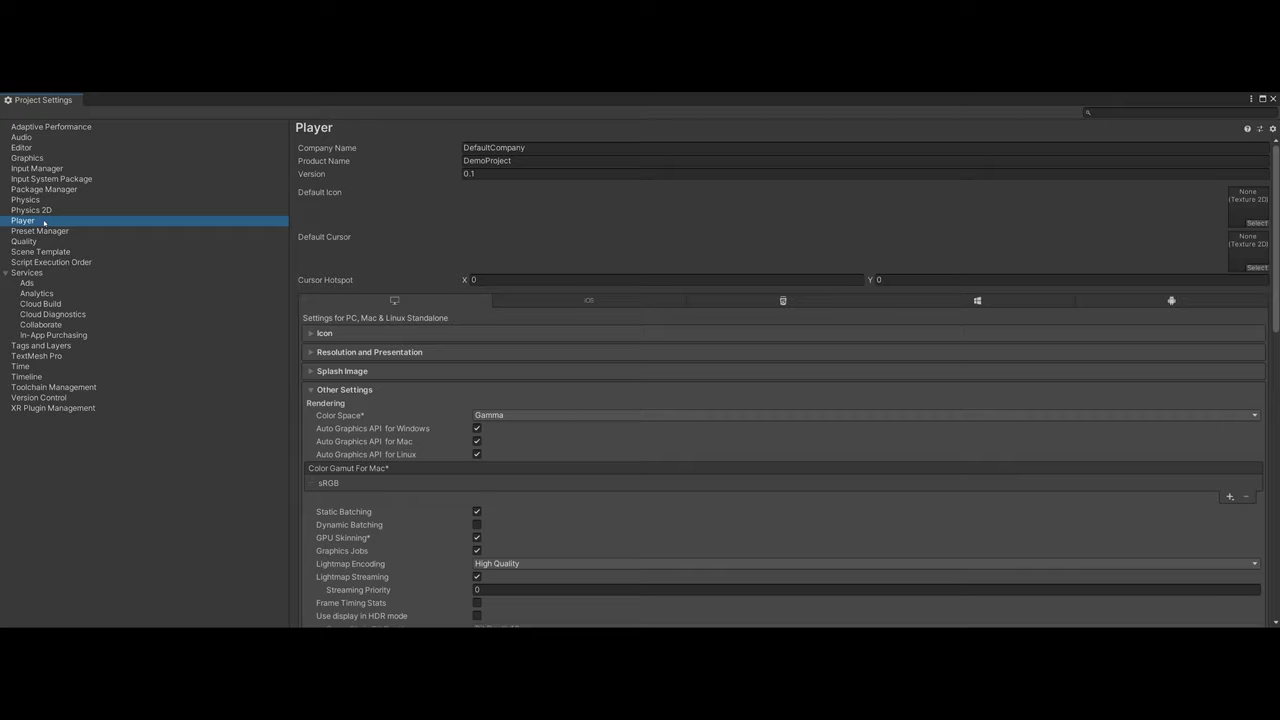 Project Settings
Adaptive Performance
Audio
Editor
Graphics
Input Manager
Input System Package
Package Manager
Physics
Physics 2D
Player
Preset Manager
Quality
Scene Template
Script Execution Order
Services
Ads
Analytics
Cloud Build
Cloud Diagnostics
Collaborate
In-App Purchasing
Tags and Layers
TextMesh Pro
Time
Timeline
Toolchain Management
Version Control
XR Plugin Management
Player
Company Name DefaultCompany
Product Name DemoProject
Version 0.1
Default Icon
None
(Texture 2D)
Select
Default Cursor
None
(Texture 2D)
Select
Cursor Hotspot X 0 Y 0
iOS
Settings for PC, Mac & Linux Standalone
Icon
Resolution and Presentation
Splash Image
Other Settings
Rendering
Color Space* Gamma
Auto Graphics API for Windows
Auto Graphics API for Mac
Auto Graphics API for Linux
Color Gamut For Mac*
sRGB
Static Batching
Dynamic Batching
GPU Skinning*
Graphics Jobs
Lightmap Encoding High Quality
Lightmap Streaming
Streaming Priority 0
Frame Timing Stats
Use display in HDR mode